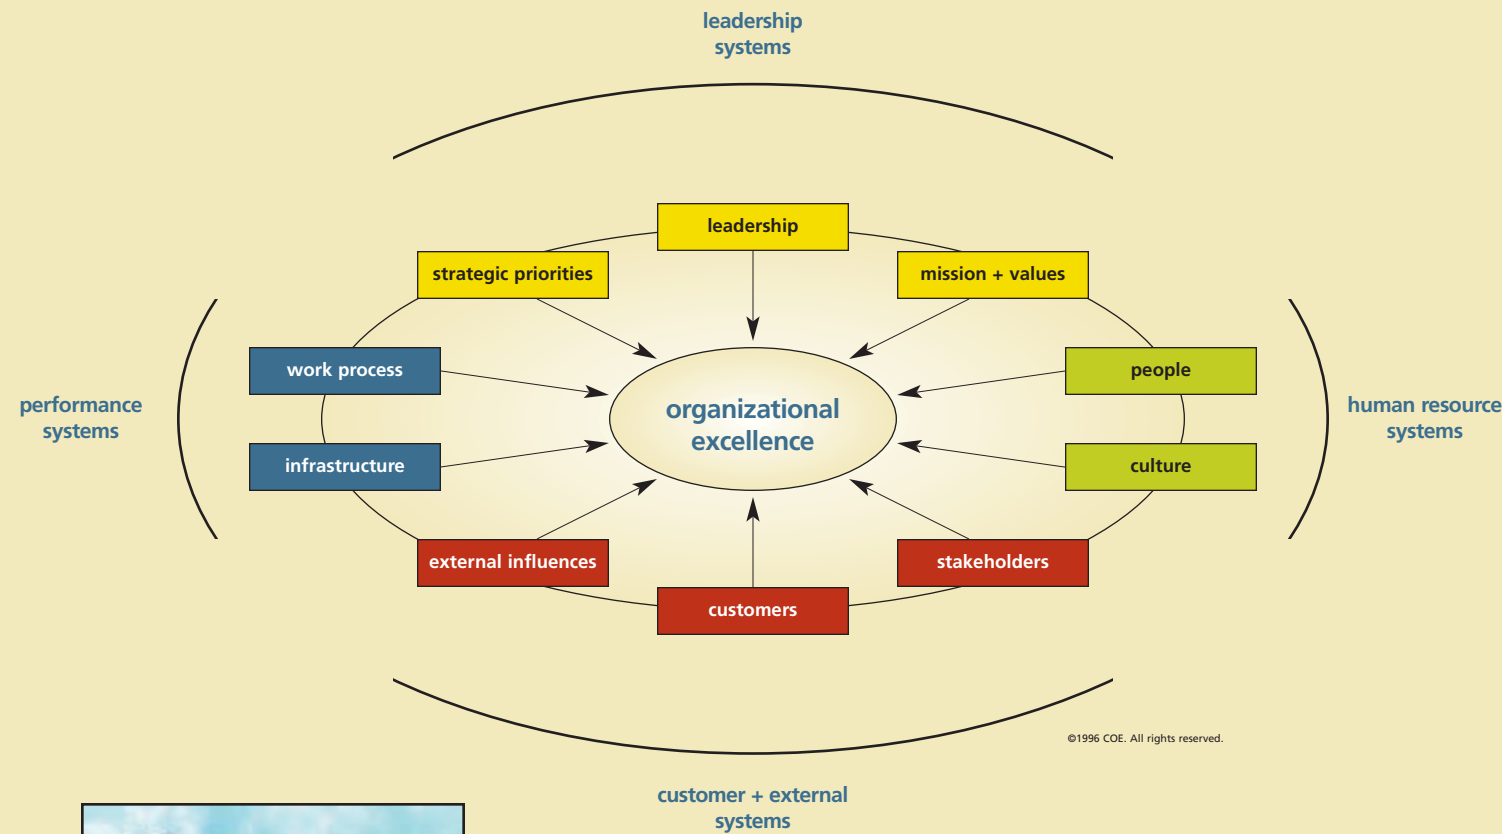 leadership
systems
leadership
strategic priorities
mission + values
work process
people
performance
systems
organizational
excellence
human resource
systems
infrastructure
culture
external influences
stakeholders
customers
©1996 COE. All rights reserved.
customer + external
systems